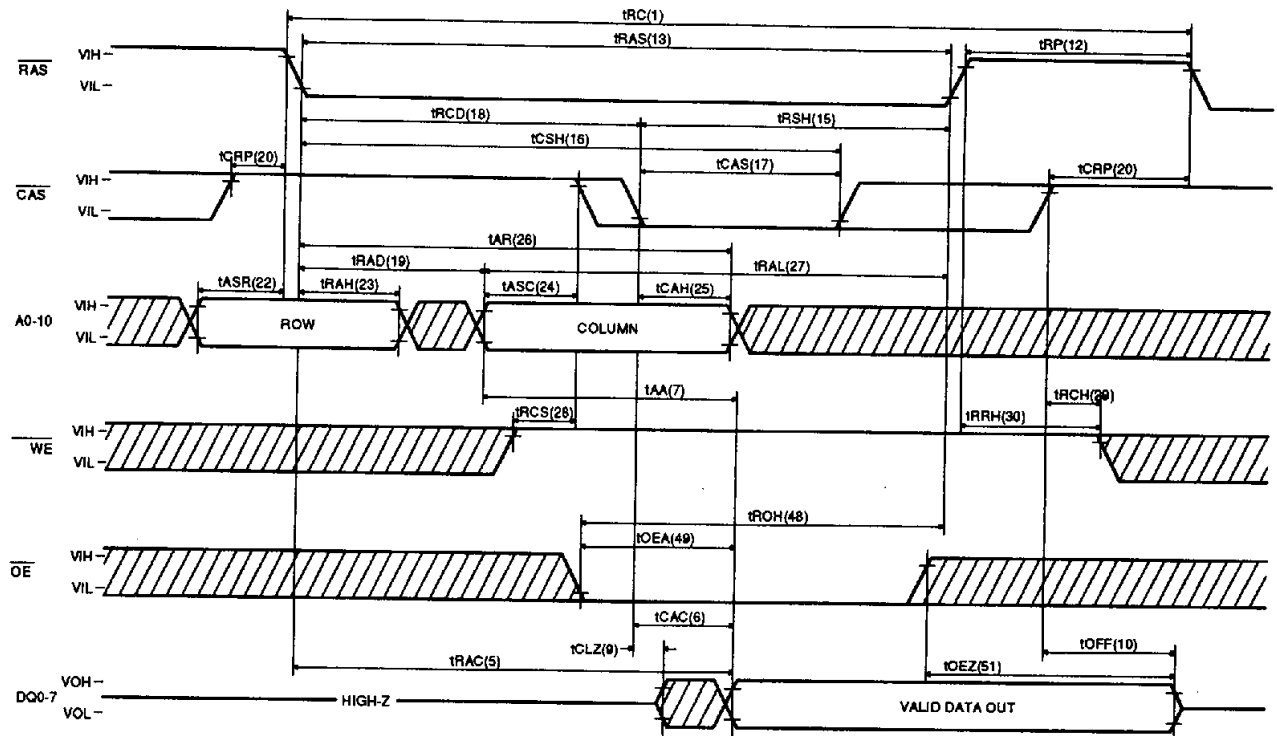 tRC(1)
tRAS(13)
tRP(12)
RAS
VIH
VIL
tRCD(18)
tRSH(15)
tCSH(16)
tCRP(20)
tCAS(17)
tCRP(20)
CAS
VIH
VIL
tAR(26)
tRAD(19)
tRAL(27)
tASR(22)
tRAH(23)
tASC(24)
tCAH(25)
A0-10
VIH
VIL
ROW
COLUMN
tAA(7)
tRCS(28)
tRCH(29)
tRRH(30)
WE
VIH
VIL
tROH(48)
tOEA(49)
OE
VIH
VIL
tCAC(6)
tCLZ(9)
tOFF(10)
tRAC(5)
tOEZ(51)
DQ0-7
VOH
VOL
HIGH-Z
VALID DATA OUT